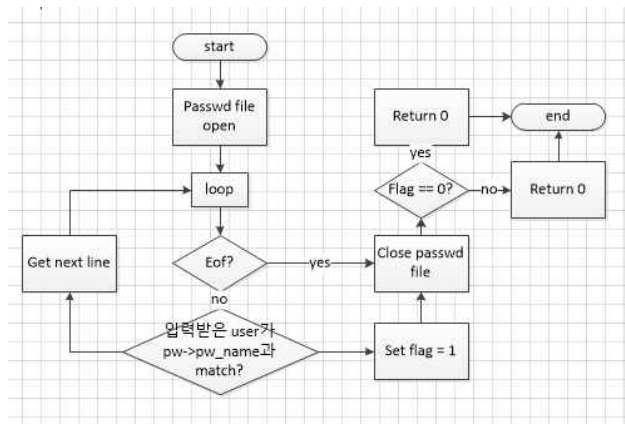 start
Passwd file
open
loop
Eof?
yes
no
Get next line
입력받은 user가
pw->pw_name과
match?
Set flag = 1
Close passwd
file
Flag == 0?
yes
no
Return 0
Return 0
end